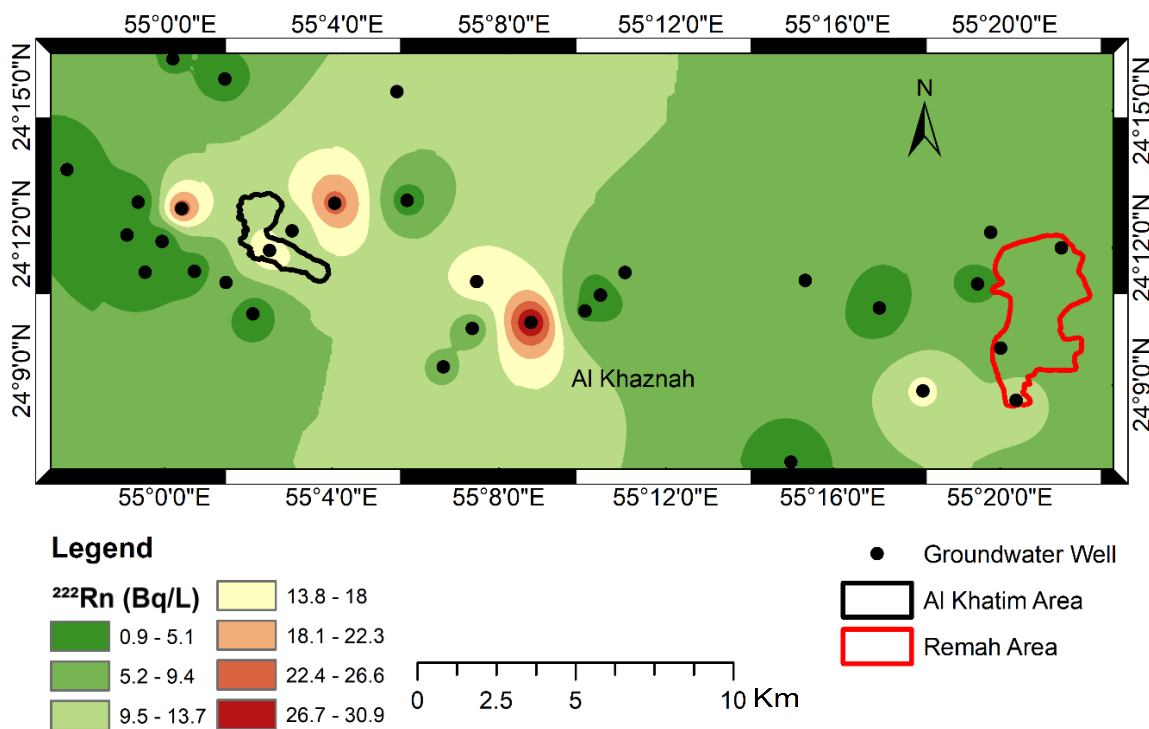 55°0'0"E 55°4'0"E 55°8'0"E 55°12'0"E 55°16'0"E 55°20'0"E
24°15'0"N
24°12'0"N
24°9'0"N
N
Al Khaznah
24°15'0"N
24°12'0"N
24°9'0"N
55°0'0"E 55°4'0"E 55°8'0"E 55°12'0"E 55°16'0"E 55°20'0"E
Legend
²²²Rn (Bq/L)
0.9 - 5.1
5.2 - 9.4
9.5 - 13.7
13.8 - 18
18.1 - 22.3
22.4 - 26.6
26.7 - 30.9
0 2.5 5 10 Km
Groundwater Well
Al Khatim Area
Remah Area